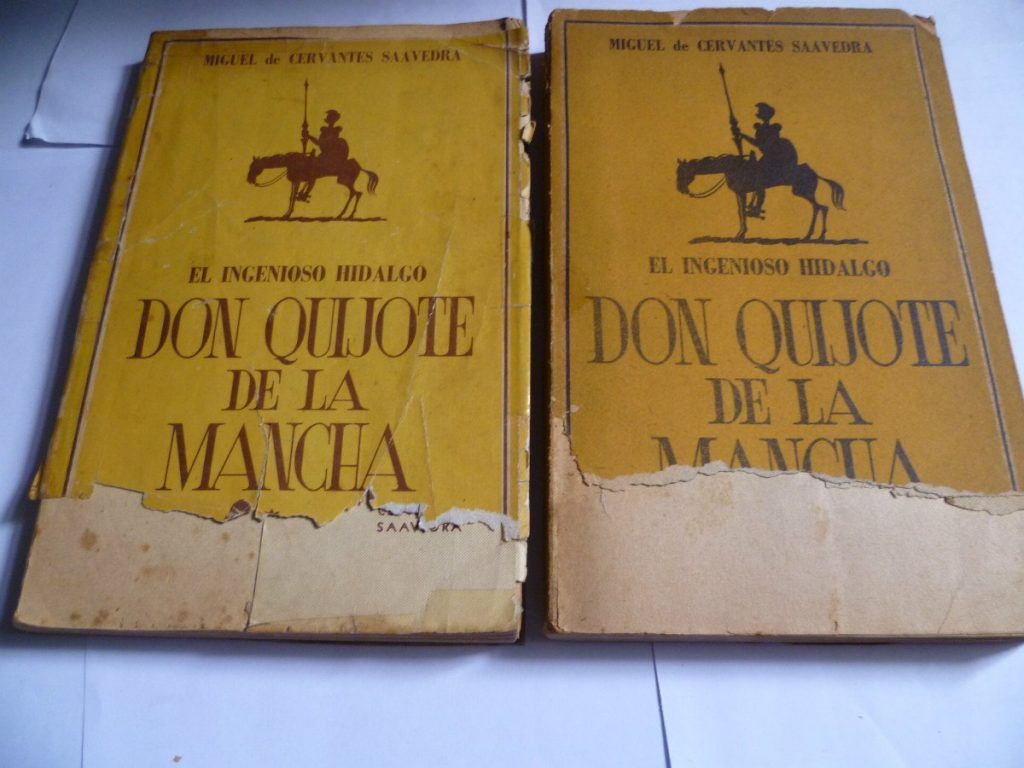 MIGUEL de CERVANTES SAAVEDRA
EL INGENIOSO HIDALGO
DON QUIJOTE
DE LA
MANCHA
MIGUEL de CERVANTES SAAVEDRA
EL INGENIOSO HIDALGO
DON QUIJOTE
DE LA
MANCHA